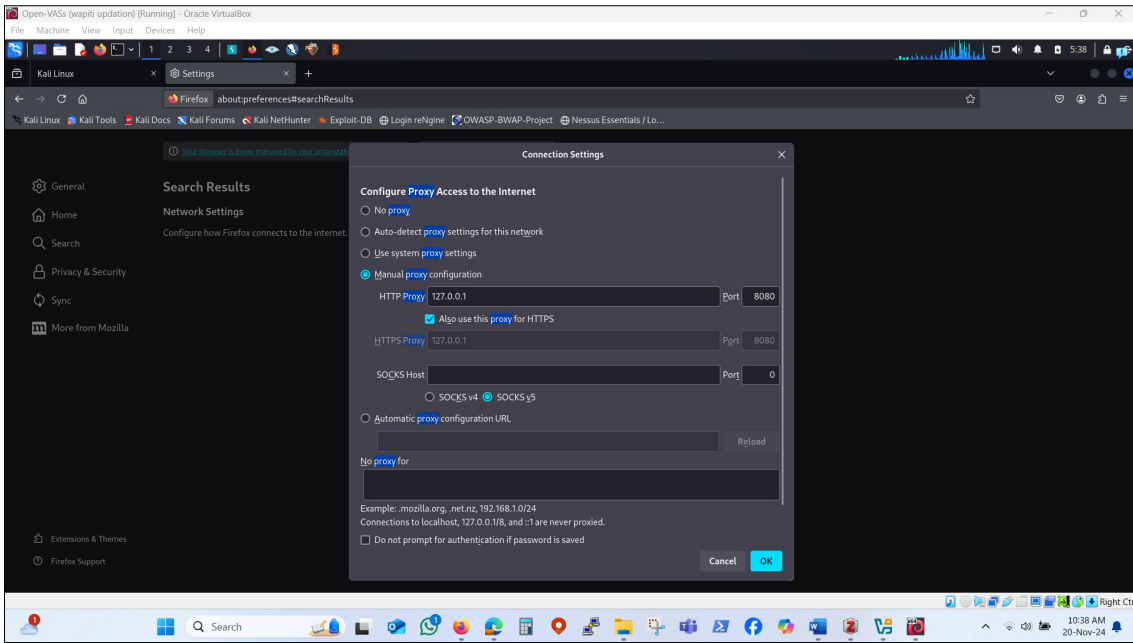 Open-VASs (wapiti updation) [Running] - Oracle VirtualBox
File Machine View Input Devices Help
1 2 3 4
5:38
Kali Linux
Settings
Firefox about:preferences#searchResults
Kali Linux Kali Tools Kali Docs Kali Forums Kali NetHunter Exploit-DB Login reNgine OWASP-BWAP-Project Nessus Essentials / Lo...
Your browser is being managed by your organizati
General
Home
Search
Privacy & Security
Sync
More from Mozilla
Extensions & Themes
Firefox Support
Search Results
Network Settings
Configure how Firefox connects to the internet.
Connection Settings
Configure Proxy Access to the Internet
No proxy
Auto-detect proxy settings for this network
Use system proxy settings
Manual proxy configuration
HTTP Proxy 127.0.0.1 Port 8080
Also use this proxy for HTTPS
HTTPS Proxy 127.0.0.1 Port 8080
SOCKS Host Port 0
SOCKS v4 SOCKS v5
Automatic proxy configuration URL
Reload
No proxy for
Example: .mozilla.org, .net.nz, 192.168.1.0/24
Connections to localhost, 127.0.0.1/8, and ::1 are never proxied.
Do not prompt for authentication if password is saved
Cancel OK
Right Ctr
Search
10:38 AM
20-Nov-24